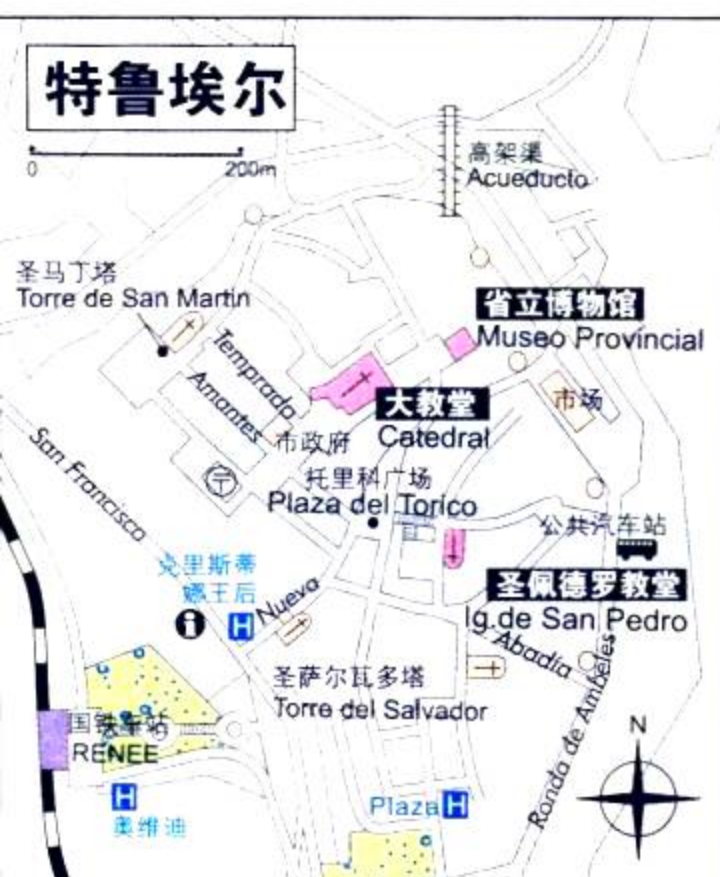 特鲁埃尔
0 200m
高架渠
Acueducto
圣马丁塔
Torre de San Martín
省立博物馆
Museo Provincial
Temprada
Amantes
大教堂
Catedral
市场
市政府
托里科广场
Plaza del Torico
San Francisco
公共汽车站
克里斯蒂
娜王后
H
Nueva
圣佩德罗教堂
Ig.de San Pedro
Abadía
圣萨尔瓦多塔
Torre del Salvador
Ronda de Ambeles
国铁车站
RENEE
N
H
奥维迪
Plaza H